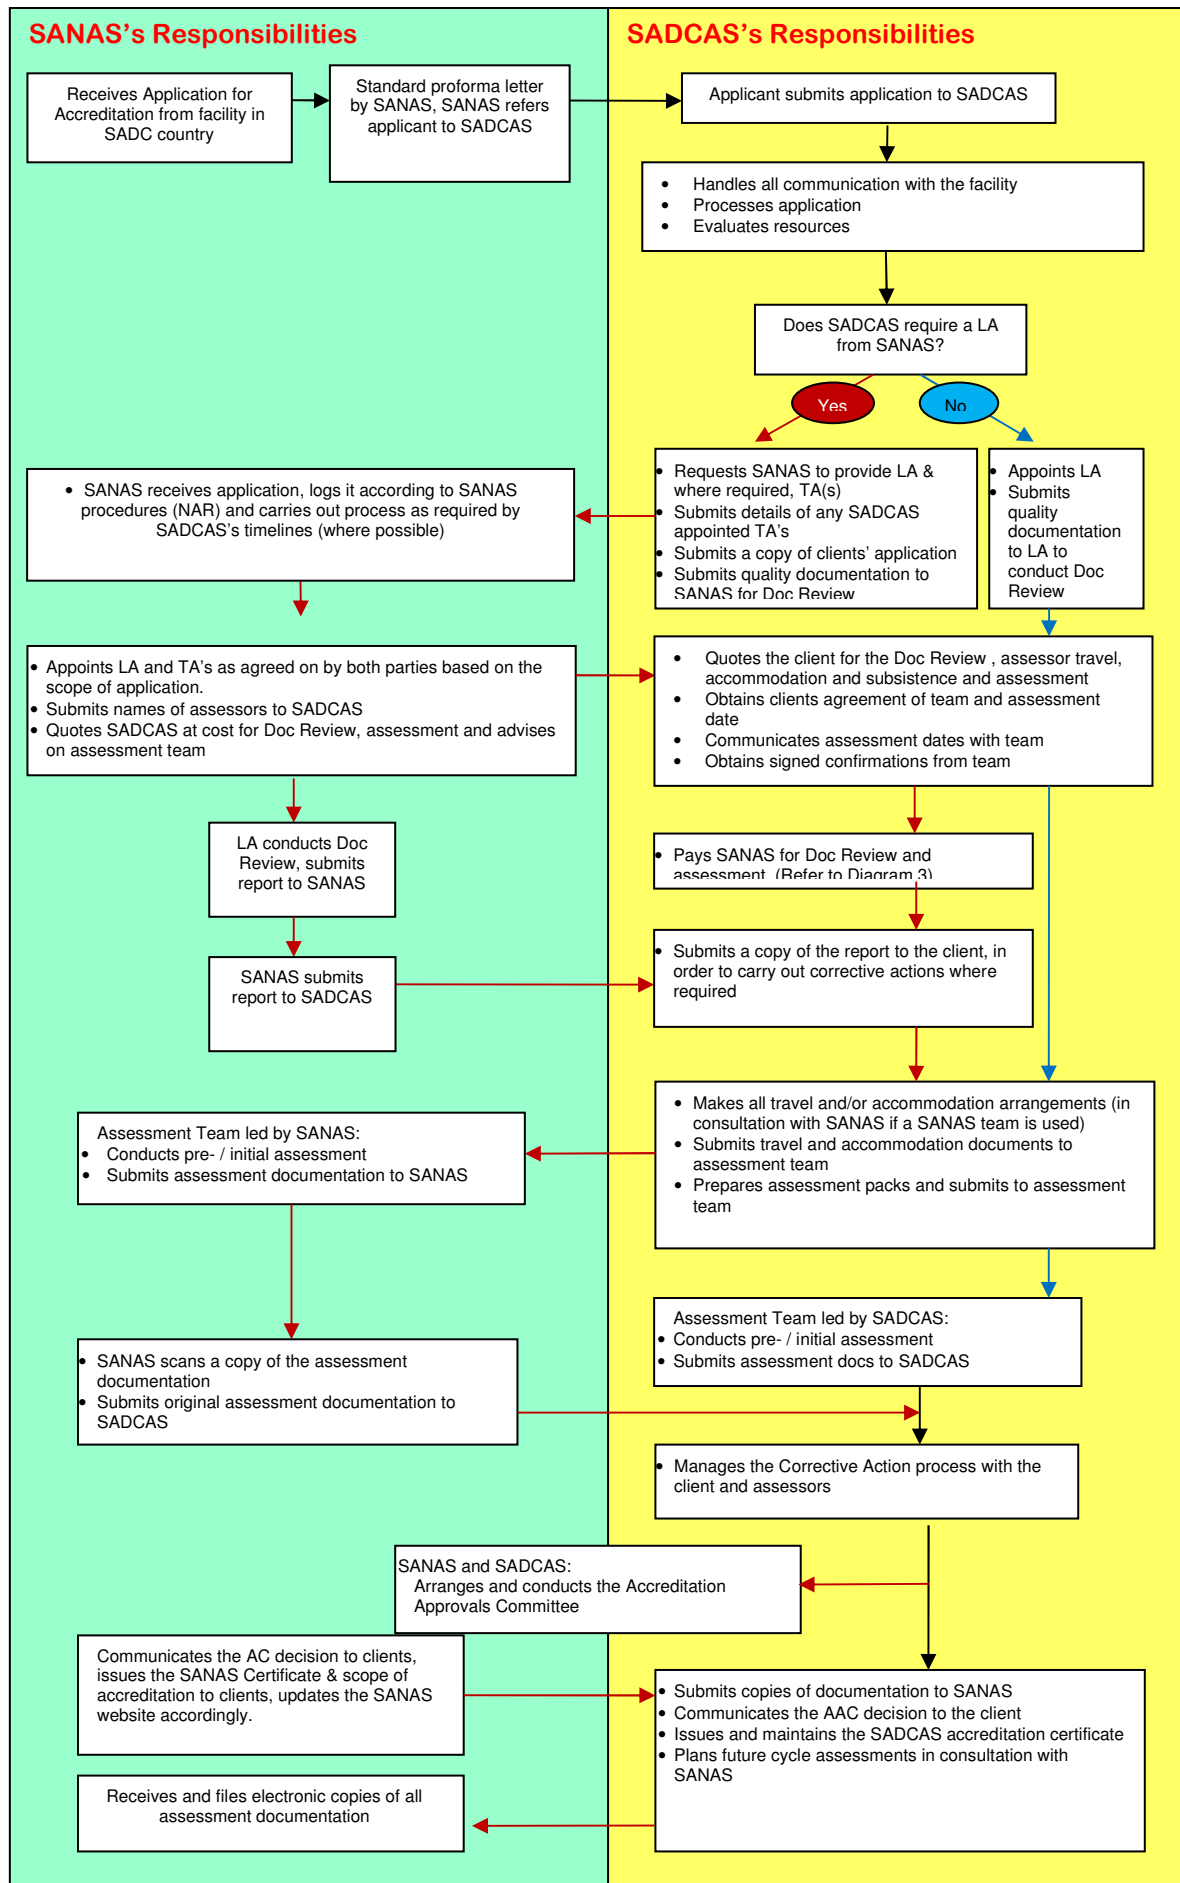 SANAS's Responsibilities
SADCAS's Responsibilities
Receives Application for
Accreditation from facility in
SADC country
Standard proforma letter
by SANAS, SANAS refers
applicant to SADCAS
Applicant submits application to SADCAS
• Handles all communication with the facility
• Processes application
• Evaluates resources
Does SADCAS require a LA
from SANAS?
Yes
No
• Requests SANAS to provide LA &
where required, TA(s)
• Submits details of any SADCAS
appointed TA's
• Submits a copy of clients' application
• Submits quality documentation to
SANAS for Doc Review
• Appoints LA
• Submits
quality
documentation
to LA to
conduct Doc
Review
• SANAS receives application, logs it according to SANAS
procedures (NAR) and carries out process as required by
SADCAS's timelines (where possible)
• Appoints LA and TA's as agreed on by both parties based on the
scope of application.
• Submits names of assessors to SADCAS
• Quotes SADCAS at cost for Doc Review, assessment and advises
on assessment team
• Quotes the client for the Doc Review , assessor travel,
accommodation and subsistence and assessment
• Obtains clients agreement of team and assessment
date
• Communicates assessment dates with team
• Obtains signed confirmations from team
LA conducts Doc
Review, submits
report to SANAS
• Pays SANAS for Doc Review and
assessment (Refer to Diagram 3)
SANAS submits
report to SADCAS
• Submits a copy of the report to the client, in
order to carry out corrective actions where
required
• Makes all travel and/or accommodation arrangements (in
consultation with SANAS if a SANAS team is used)
• Submits travel and accommodation documents to
assessment team
• Prepares assessment packs and submits to assessment
team
Assessment Team led by SANAS:
• Conducts pre- / initial assessment
• Submits assessment documentation to SANAS
Assessment Team led by SADCAS:
• Conducts pre- / initial assessment
• Submits assessment docs to SADCAS
• SANAS scans a copy of the assessment
documentation
• Submits original assessment documentation to
SADCAS
• Manages the Corrective Action process with the
client and assessors
SANAS and SADCAS:
Arranges and conducts the Accreditation
Approvals Committee
Communicates the AC decision to clients,
issues the SANAS Certificate & scope of
accreditation to clients, updates the SANAS
website accordingly.
• Submits copies of documentation to SANAS
• Communicates the AAC decision to the client
• Issues and maintains the SADCAS accreditation certificate
• Plans future cycle assessments in consultation with
SANAS
Receives and files electronic copies of all
assessment documentation